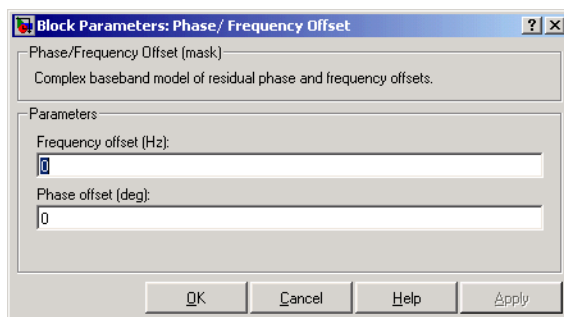 Block Parameters: Phase/ Frequency Offset
Phase/Frequency Offset (mask)
Complex baseband model of residual phase and frequency offsets.
Parameters
Frequency offset (Hz):
0
Phase offset (deg):
0
OK Cancel Help Apply